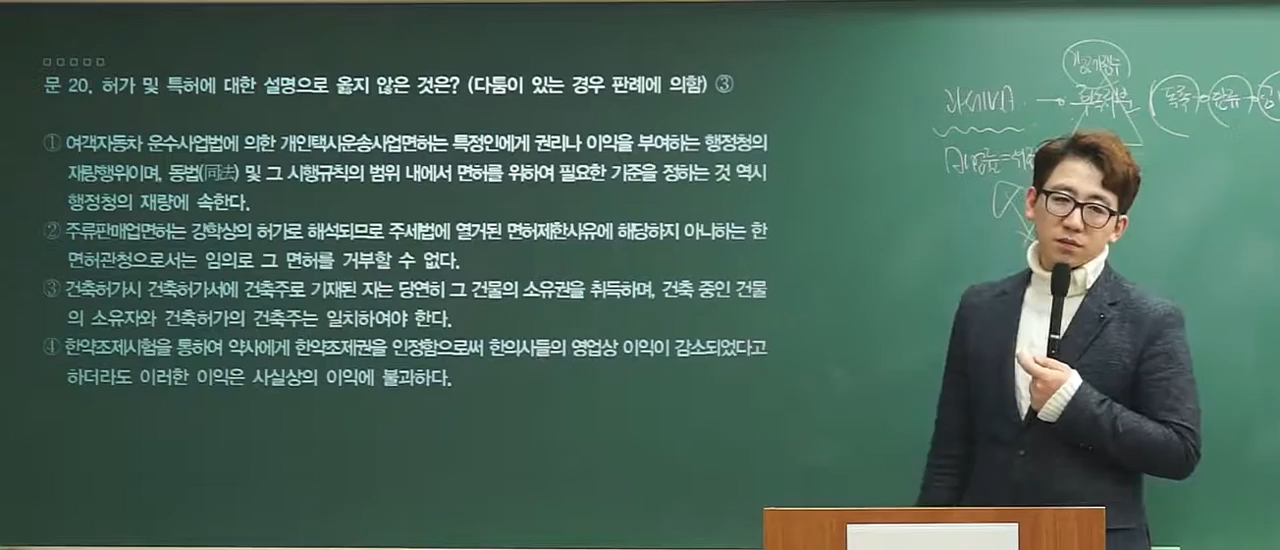 문 20. 허가 및 특허에 대한 설명으로 옳지 않은 것은? (다툼이 있는 경우 판례에 의함) ③
① 여객자동차 운수사업법에 의한 개인택시운송사업면허는 특정인에게 권리나 이익을 부여하는 행정청의
재량행위이며, 동법(同法) 및 그 시행규칙의 범위 내에서 면허를 위하여 필요한 기준을 정하는 것 역시
행정청의 재량에 속한다.
② 주류판매업면허는 강학상의 허가로 해석되므로 주세법에 열거된 면허제한사유에 해당하지 아니하는 한
면허관청으로서는 임의로 그 면허를 거부할 수 없다.
③ 건축허가시 건축허가서에 건축주로 기재된 자는 당연히 그 건물의 소유권을 취득하며, 건축 중인 건물
의 소유자와 건축허가의 건축주는 일치하여야 한다.
④ 한약조제시험을 통하여 약사에게 한약조제권을 인정함으로써 한의사들의 영업상 이익이 감소되었다고
하더라도 이러한 이익은 사실상의 이익에 불과하다.